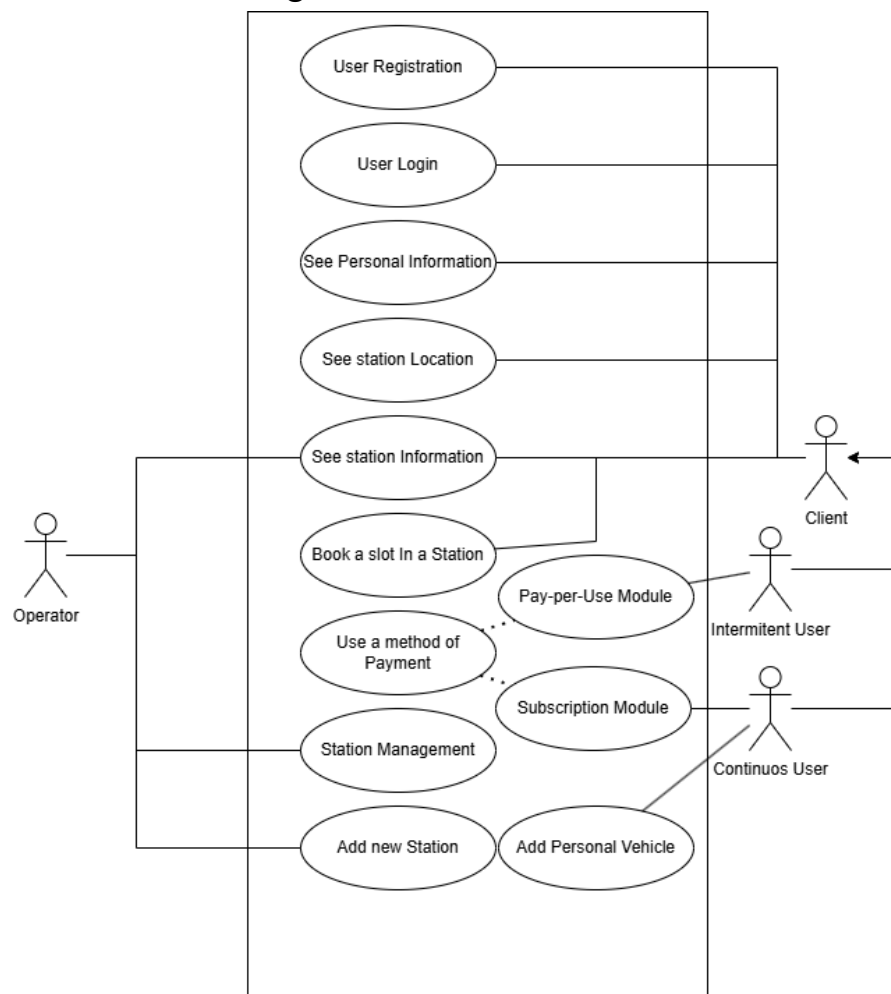 User Registration
User Login
See Personal Information
See station Location
See station Information
Client
Book a slot In a Station
Pay-per-Use Module
Operator
Intermitent User
Use a method of
Payment
Subscription Module
Station Management
Continuos User
Add new Station
Add Personal Vehicle